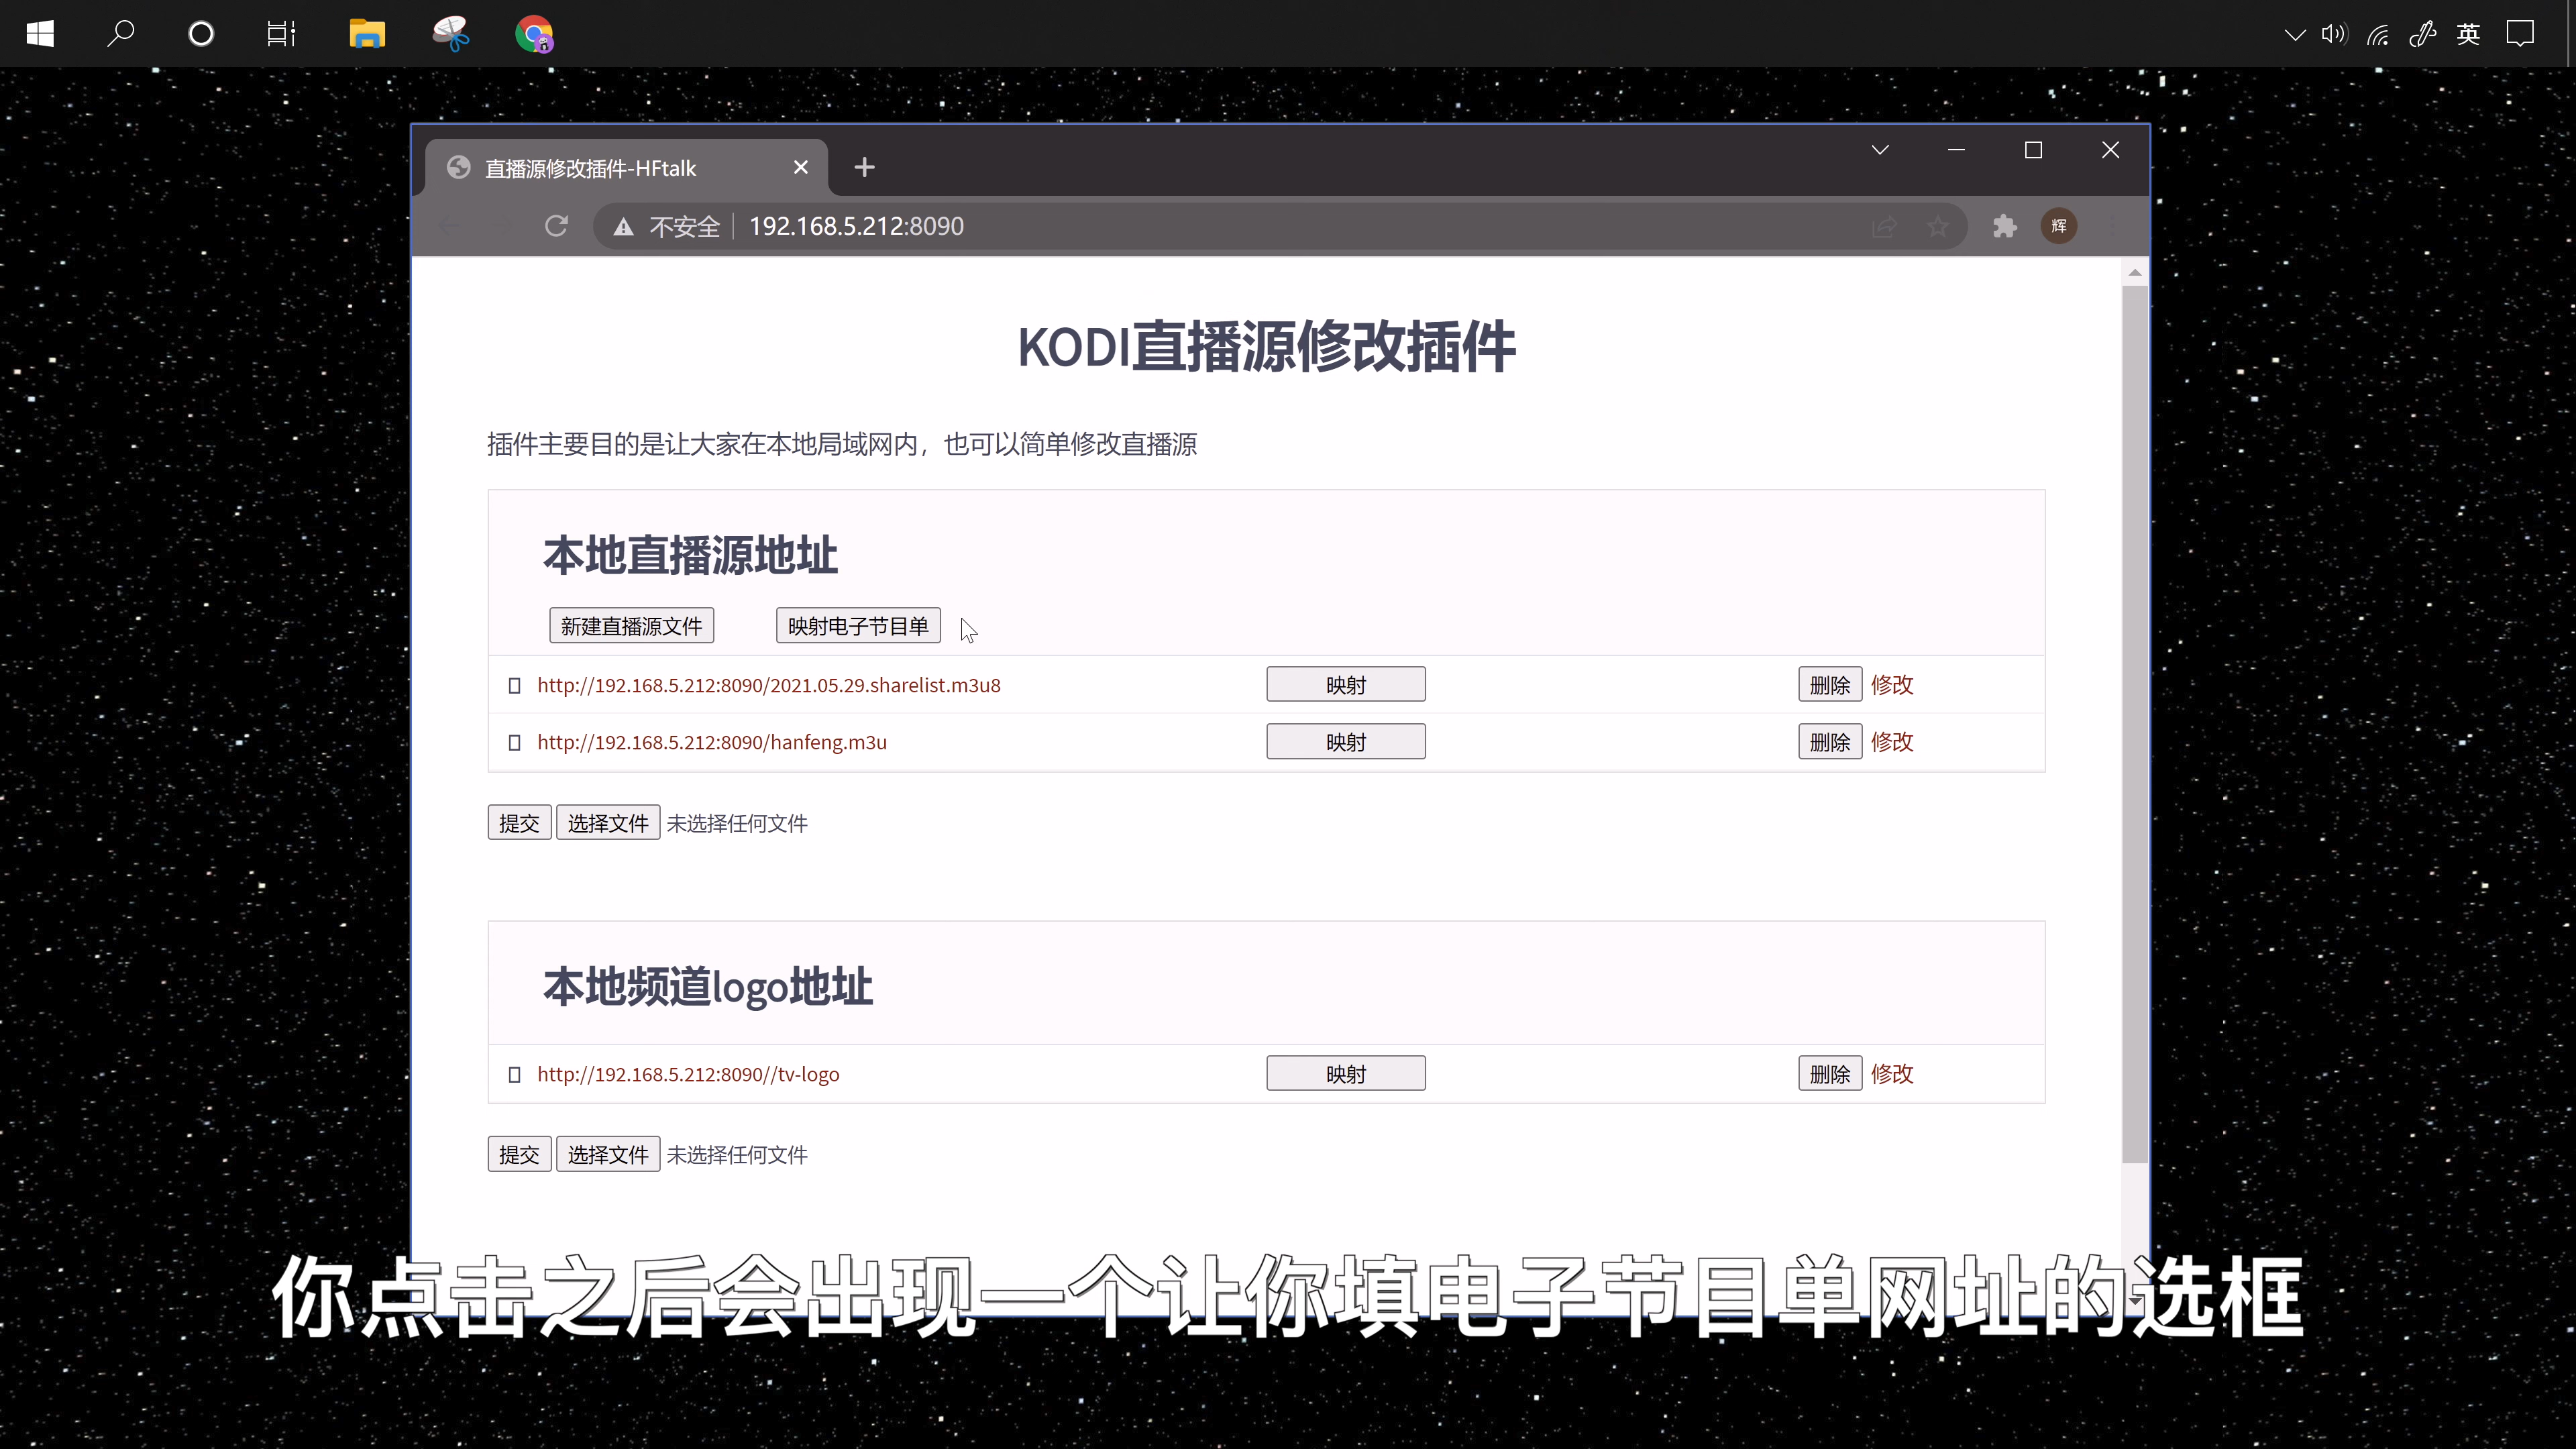 英
直播源修改插件-HFtalk
不安全 192.168.5.212:8090
辉
KODI直播源修改插件
插件主要目的是让大家在本地局域网内，也可以简单修改直播源
本地直播源地址
新建直播源文件 映射电子节目单
http://192.168.5.212:8090/2021.05.29.sharelist.m3u8 映射 删除 修改
http://192.168.5.212:8090/hanfeng.m3u 映射 删除 修改
提交 选择文件 未选择任何文件
本地频道logo地址
http://192.168.5.212:8090//tv-logo 映射 删除 修改
提交 选择文件 未选择任何文件
你点击之后会出现一个让你填电子节目单网址的选框